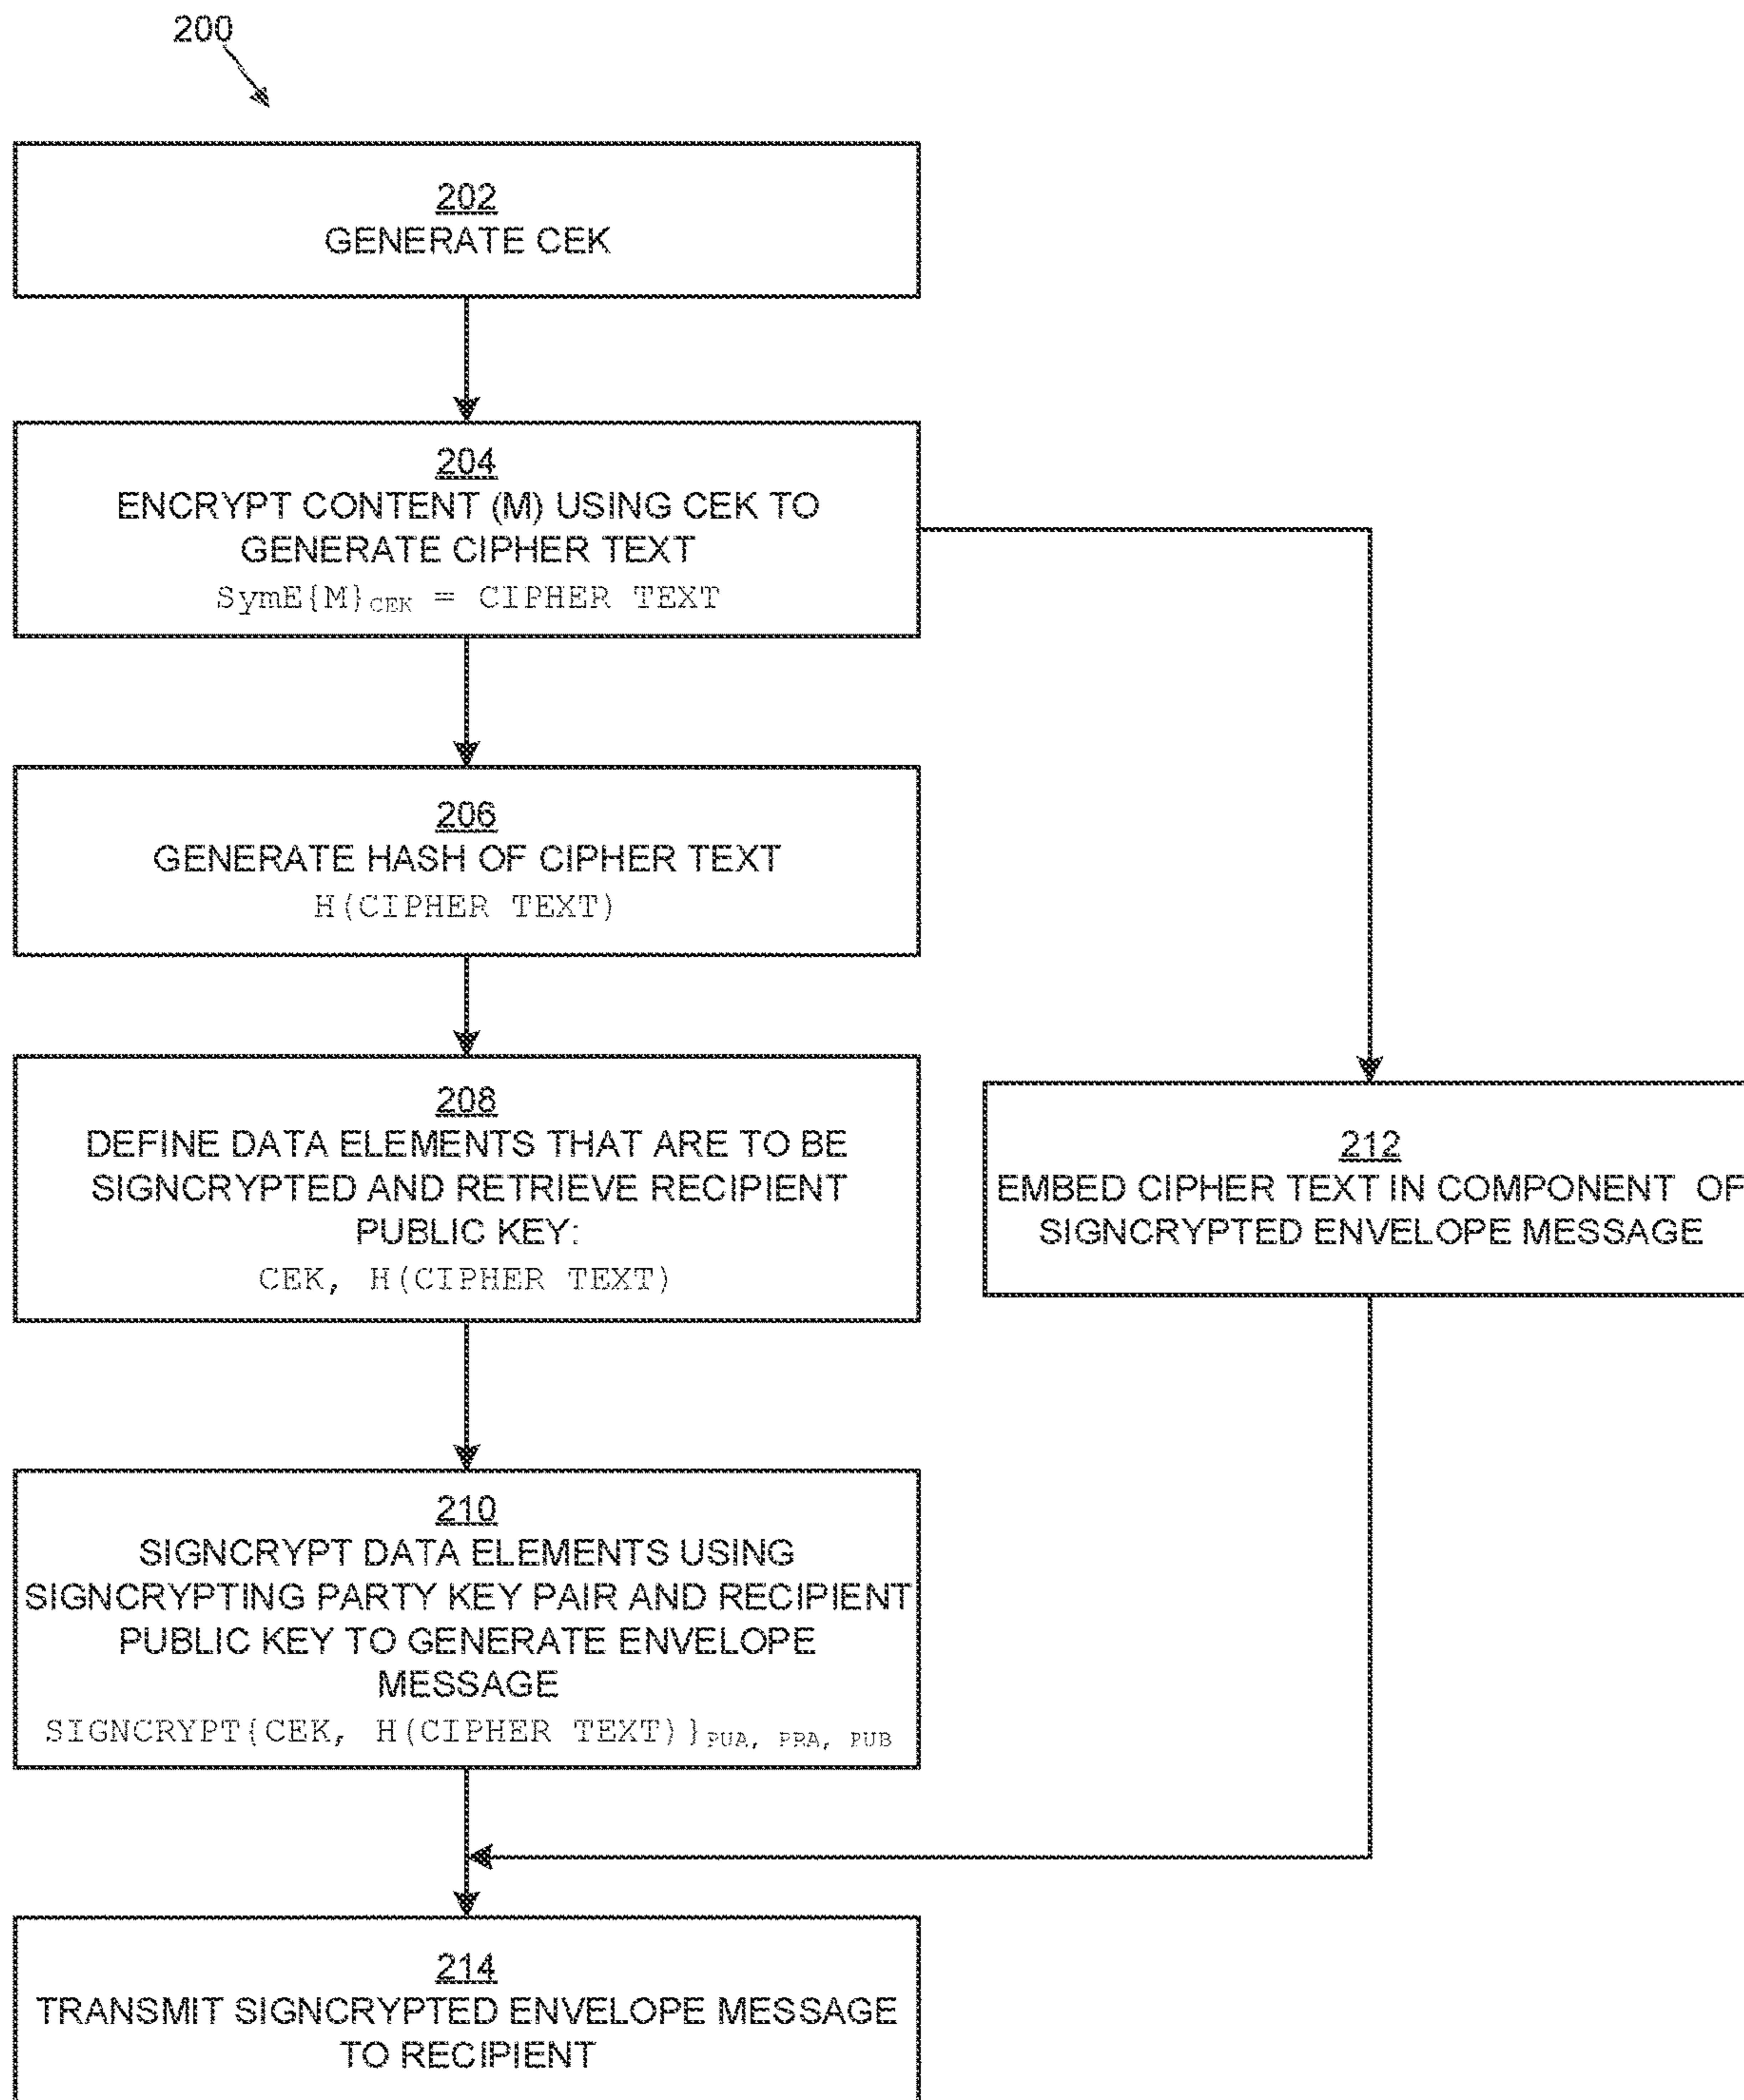 200
202
GENERATE CEK
204
ENCRYPT CONTENT (M) USING CEK TO
GENERATE CIPHER TEXT
SymE{M}CEK = CIPHER TEXT
206
GENERATE HASH OF CIPHER TEXT
H(CIPHER TEXT)
208
DEFINE DATA ELEMENTS THAT ARE TO BE
SIGNCRYPTED AND RETRIEVE RECIPIENT
PUBLIC KEY:
CEK, H(CIPHER TEXT)
212
EMBED CIPHER TEXT IN COMPONENT OF
SIGNCRYPTED ENVELOPE MESSAGE
210
SIGNCRYPT DATA ELEMENTS USING
SIGNCRYPTING PARTY KEY PAIR AND RECIPIENT
PUBLIC KEY TO GENERATE ENVELOPE
MESSAGE
SIGNCRYPT{CEK, H(CIPHER TEXT)}PUA, PRA, PUB
214
TRANSMIT SIGNCRYPTED ENVELOPE MESSAGE
TO RECIPIENT